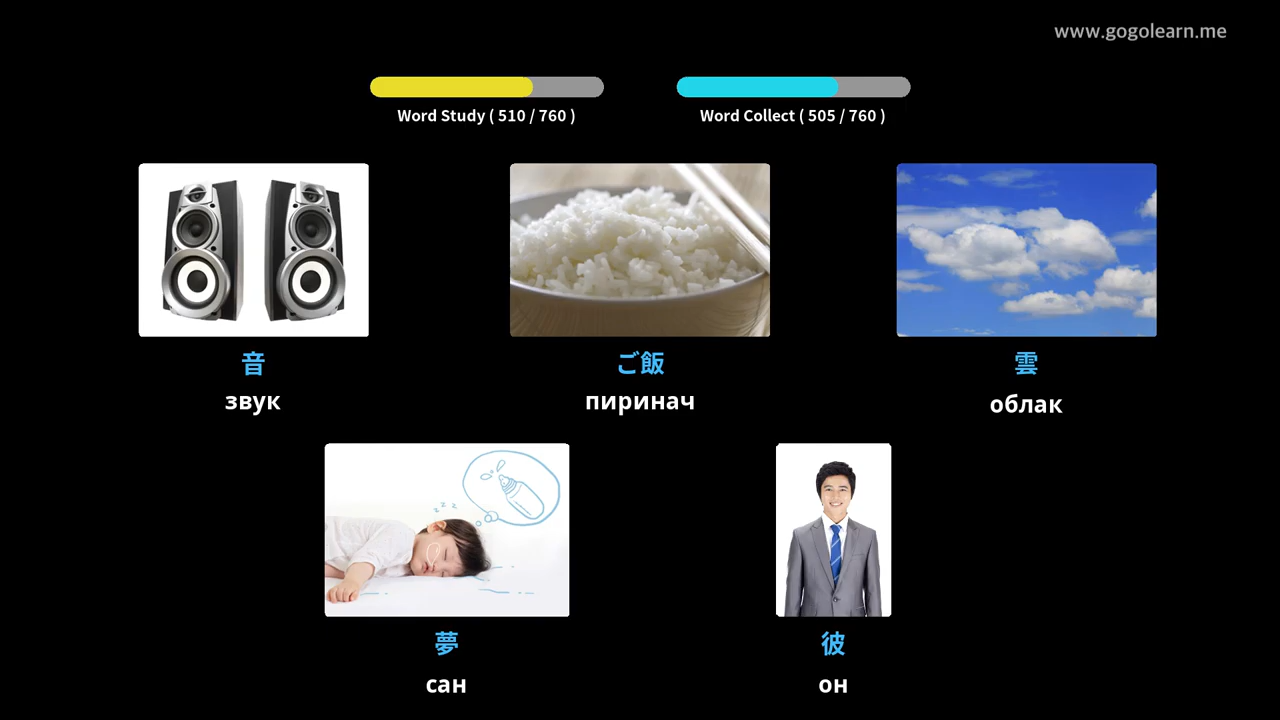 www.gogolearn.me
Word Study ( 510 / 760 )
Word Collect ( 505 / 760 )
音
звук
ご飯
пиринач
雲
облак
夢
сан
彼
он